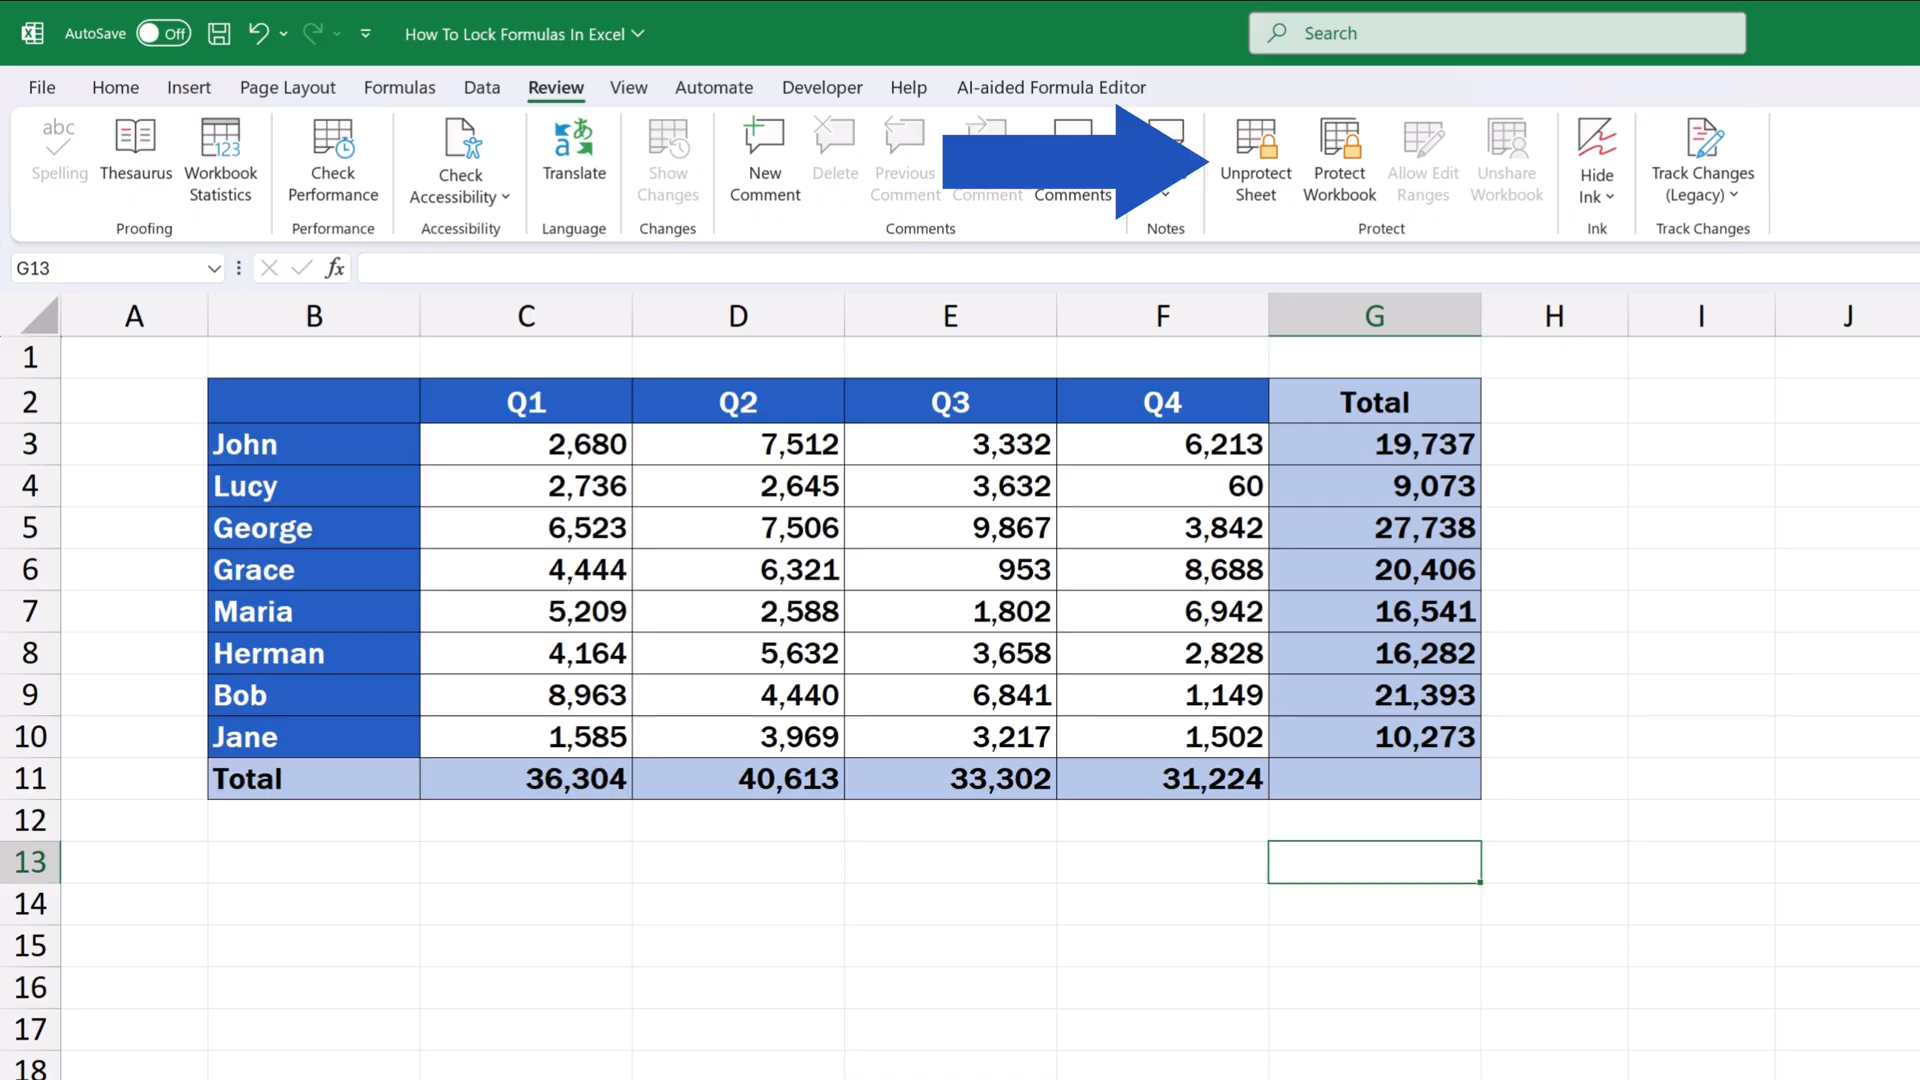 AutoSave Off How To Lock Formulas In Excel Search
File Home Insert Page Layout Formulas Data Review View Automate Developer Help AI-aided Formula Editor
abc
Spelling
Thesaurus
123
Workbook
Statistics
Proofing
Check
Performance
Performance
Check
Accessibility
Accessibility
a あ
Translate
Language
Show
Changes
Changes
New
Comment
Delete
Previous
Comment
Comment
Comments
Comments
Notes
Unprotect
Sheet
Protect
Workbook
Allow Edit
Ranges
Unshare
Workbook
Protect
Hide
Ink
Ink
Track Changes
(Legacy)
Track Changes
G13 fx
A B C D E F G H I J
1
2 Q1 Q2 Q3 Q4 Total
3 John 2,680 7,512 3,332 6,213 19,737
4 Lucy 2,736 2,645 3,632 60 9,073
5 George 6,523 7,506 9,867 3,842 27,738
6 Grace 4,444 6,321 953 8,688 20,406
7 Maria 5,209 2,588 1,802 6,942 16,541
8 Herman 4,164 5,632 3,658 2,828 16,282
9 Bob 8,963 4,440 6,841 1,149 21,393
10 Jane 1,585 3,969 3,217 1,502 10,273
11 Total 36,304 40,613 33,302 31,224
12
13
14
15
16
17
18